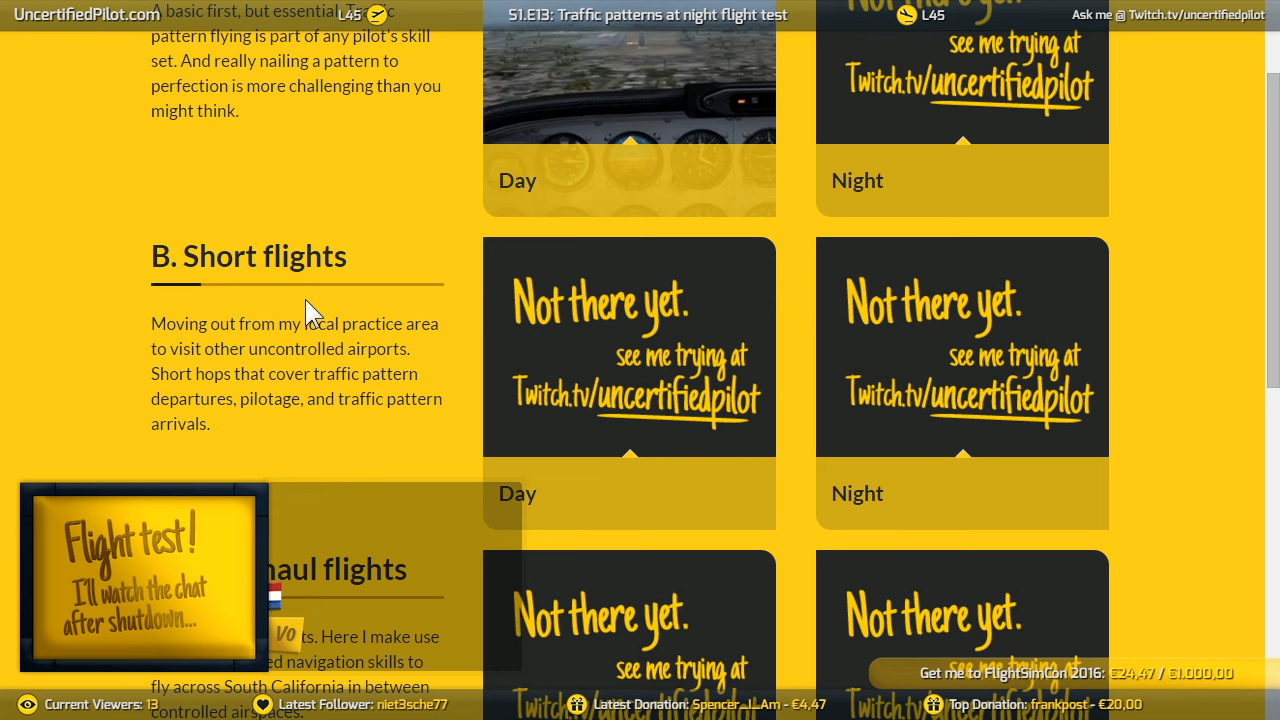 UncertifiedPilot.com
L45
S1.E13: Traffic patterns at night flight test
L45
Ask me @ Twitch.tv/uncertifiedpilot
A basic first, but essential. Traffic
pattern flying is part of any pilot's skill
set. And really nailing a pattern to
perfection is more challenging than you
might think.
Day
see me trying at
Twitch.tv/uncertifiedpilot
Night
B. Short flights
Moving out from my local practice area
to visit other uncontrolled airports.
Short hops that cover traffic pattern
departures, pilotage, and traffic pattern
arrivals.
Not there yet.
see me trying at
Twitch.tv/uncertifiedpilot
Day
Not there yet.
see me trying at
Twitch.tv/uncertifiedpilot
Night
haul flights
ts. Here I make use
ed navigation skills to
fly across South California in between
controlled airspaces.
Not there yet.
see me trying at
Not there yet.
see me trying at
Flight test!
I'll watch the chat
after shutdown...
Vo
Get me to FlightSimCon 2016: €24,47 / €1.000,00
Current Viewers: 13
Latest Follower: niet3sche77
Latest Donation: Spencer_I_Am - €4,47
Top Donation: frankpost - €20,00